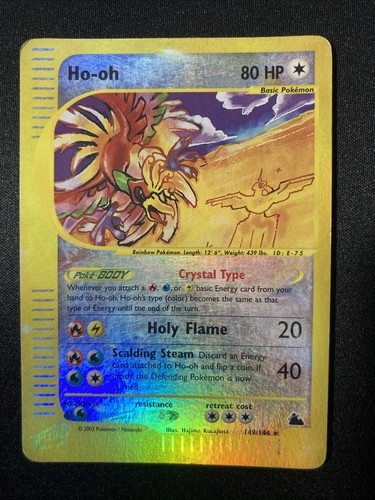 Ho-oh 80 HP
Basic Pokémon
Rainbow Pokémon. Length: 12' 6", Weight: 439 lbs. ID: E-75
Poké-BODY Crystal Type
Whenever you attach a , or basic Energy card from your
hand to Ho-oh, Ho-oh's type (color) becomes the same as that
type of Energy until the end of the turn.
Holy Flame 20
Scalding Steam Discard an Energy
card attached to Ho-oh and flip a coin. If
heads the Defending Pokémon is now
40
resistance retreat cost
© 2003 Pokémon / Nintendo Illus. Hajime Kusajima 149/144